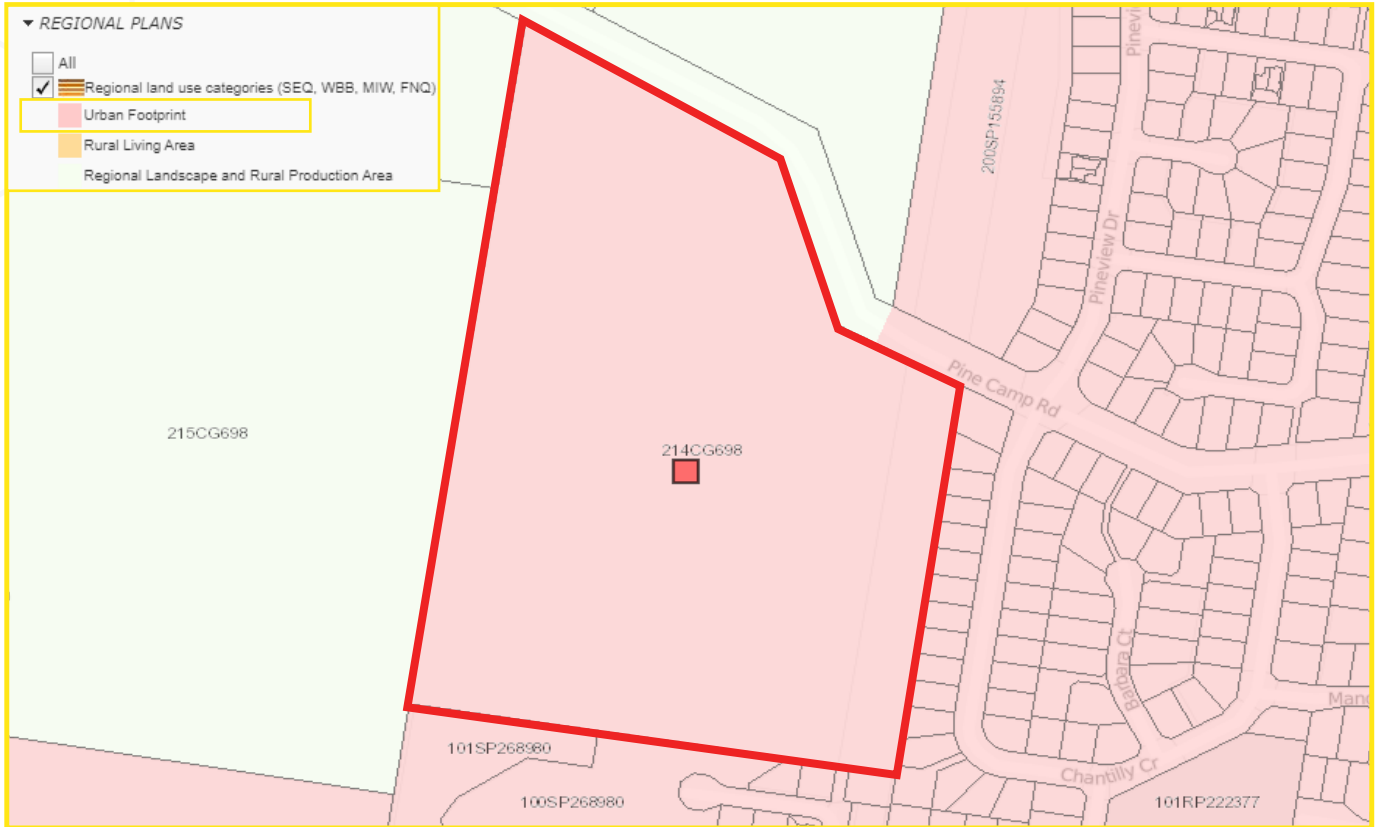 REGIONAL PLANS
All
Regional land use categories (SEQ, WBB, MIW, FNQ)
Urban Footprint
Rural Living Area
Regional Landscape and Rural Production Area
200SP155894
Pineview Dr
Pine Camp Rd
215CG698
214CG698
Barbara Ct
101SP268980
100SP268980
Chantilly Cr
101RP222377